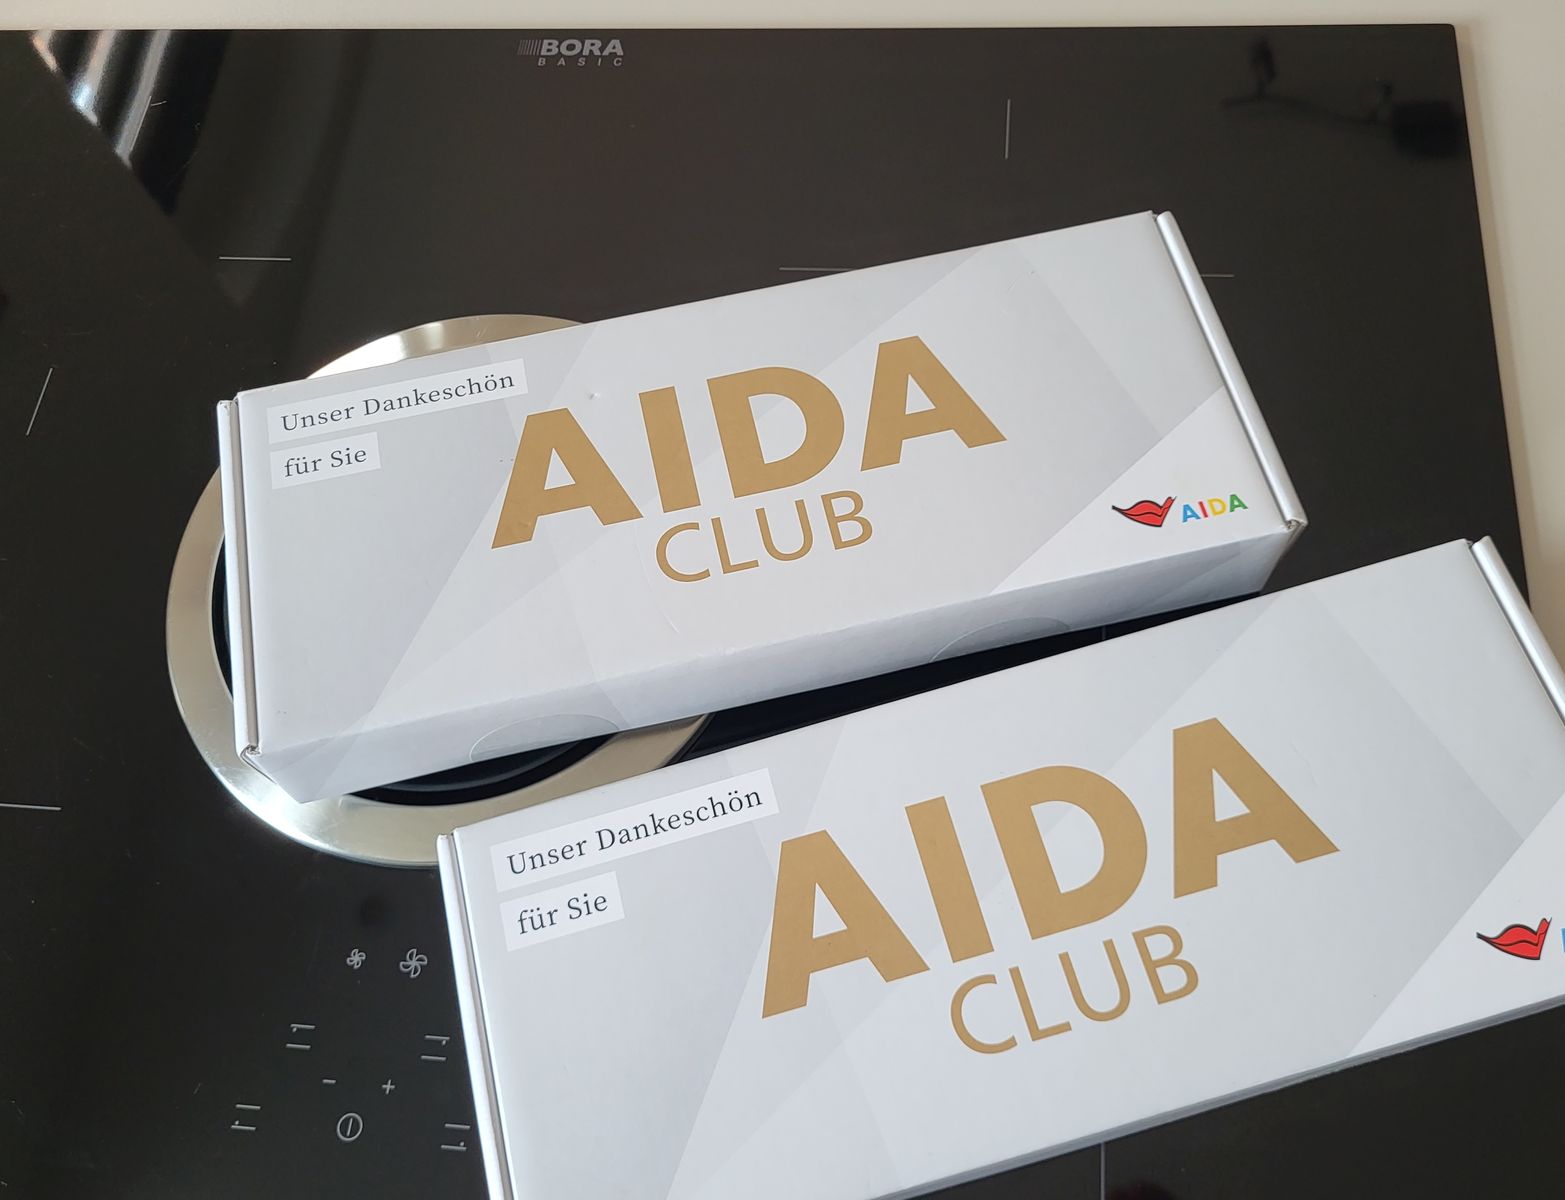 BORA
BASIC
Unser Dankeschön
für Sie
AIDA
CLUB
AIDA
Unser Dankeschön
für Sie
AIDA
CLUB